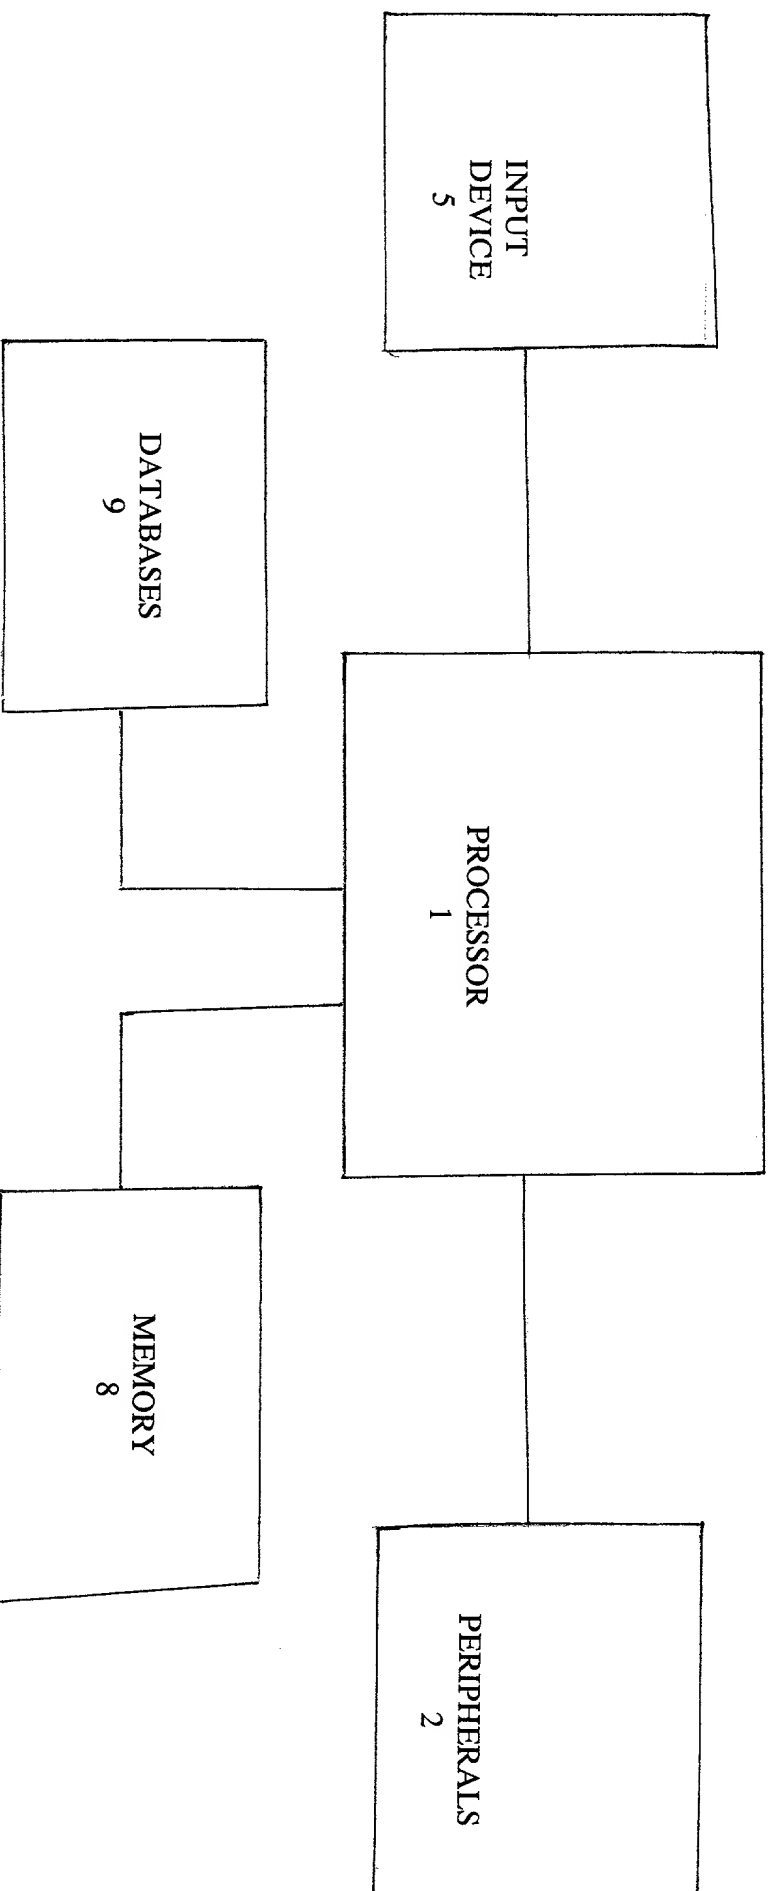 INPUT
DEVICE
5
PROCESSOR
1
PERIPHERALS
2
DATABASES
9
MEMORY
8